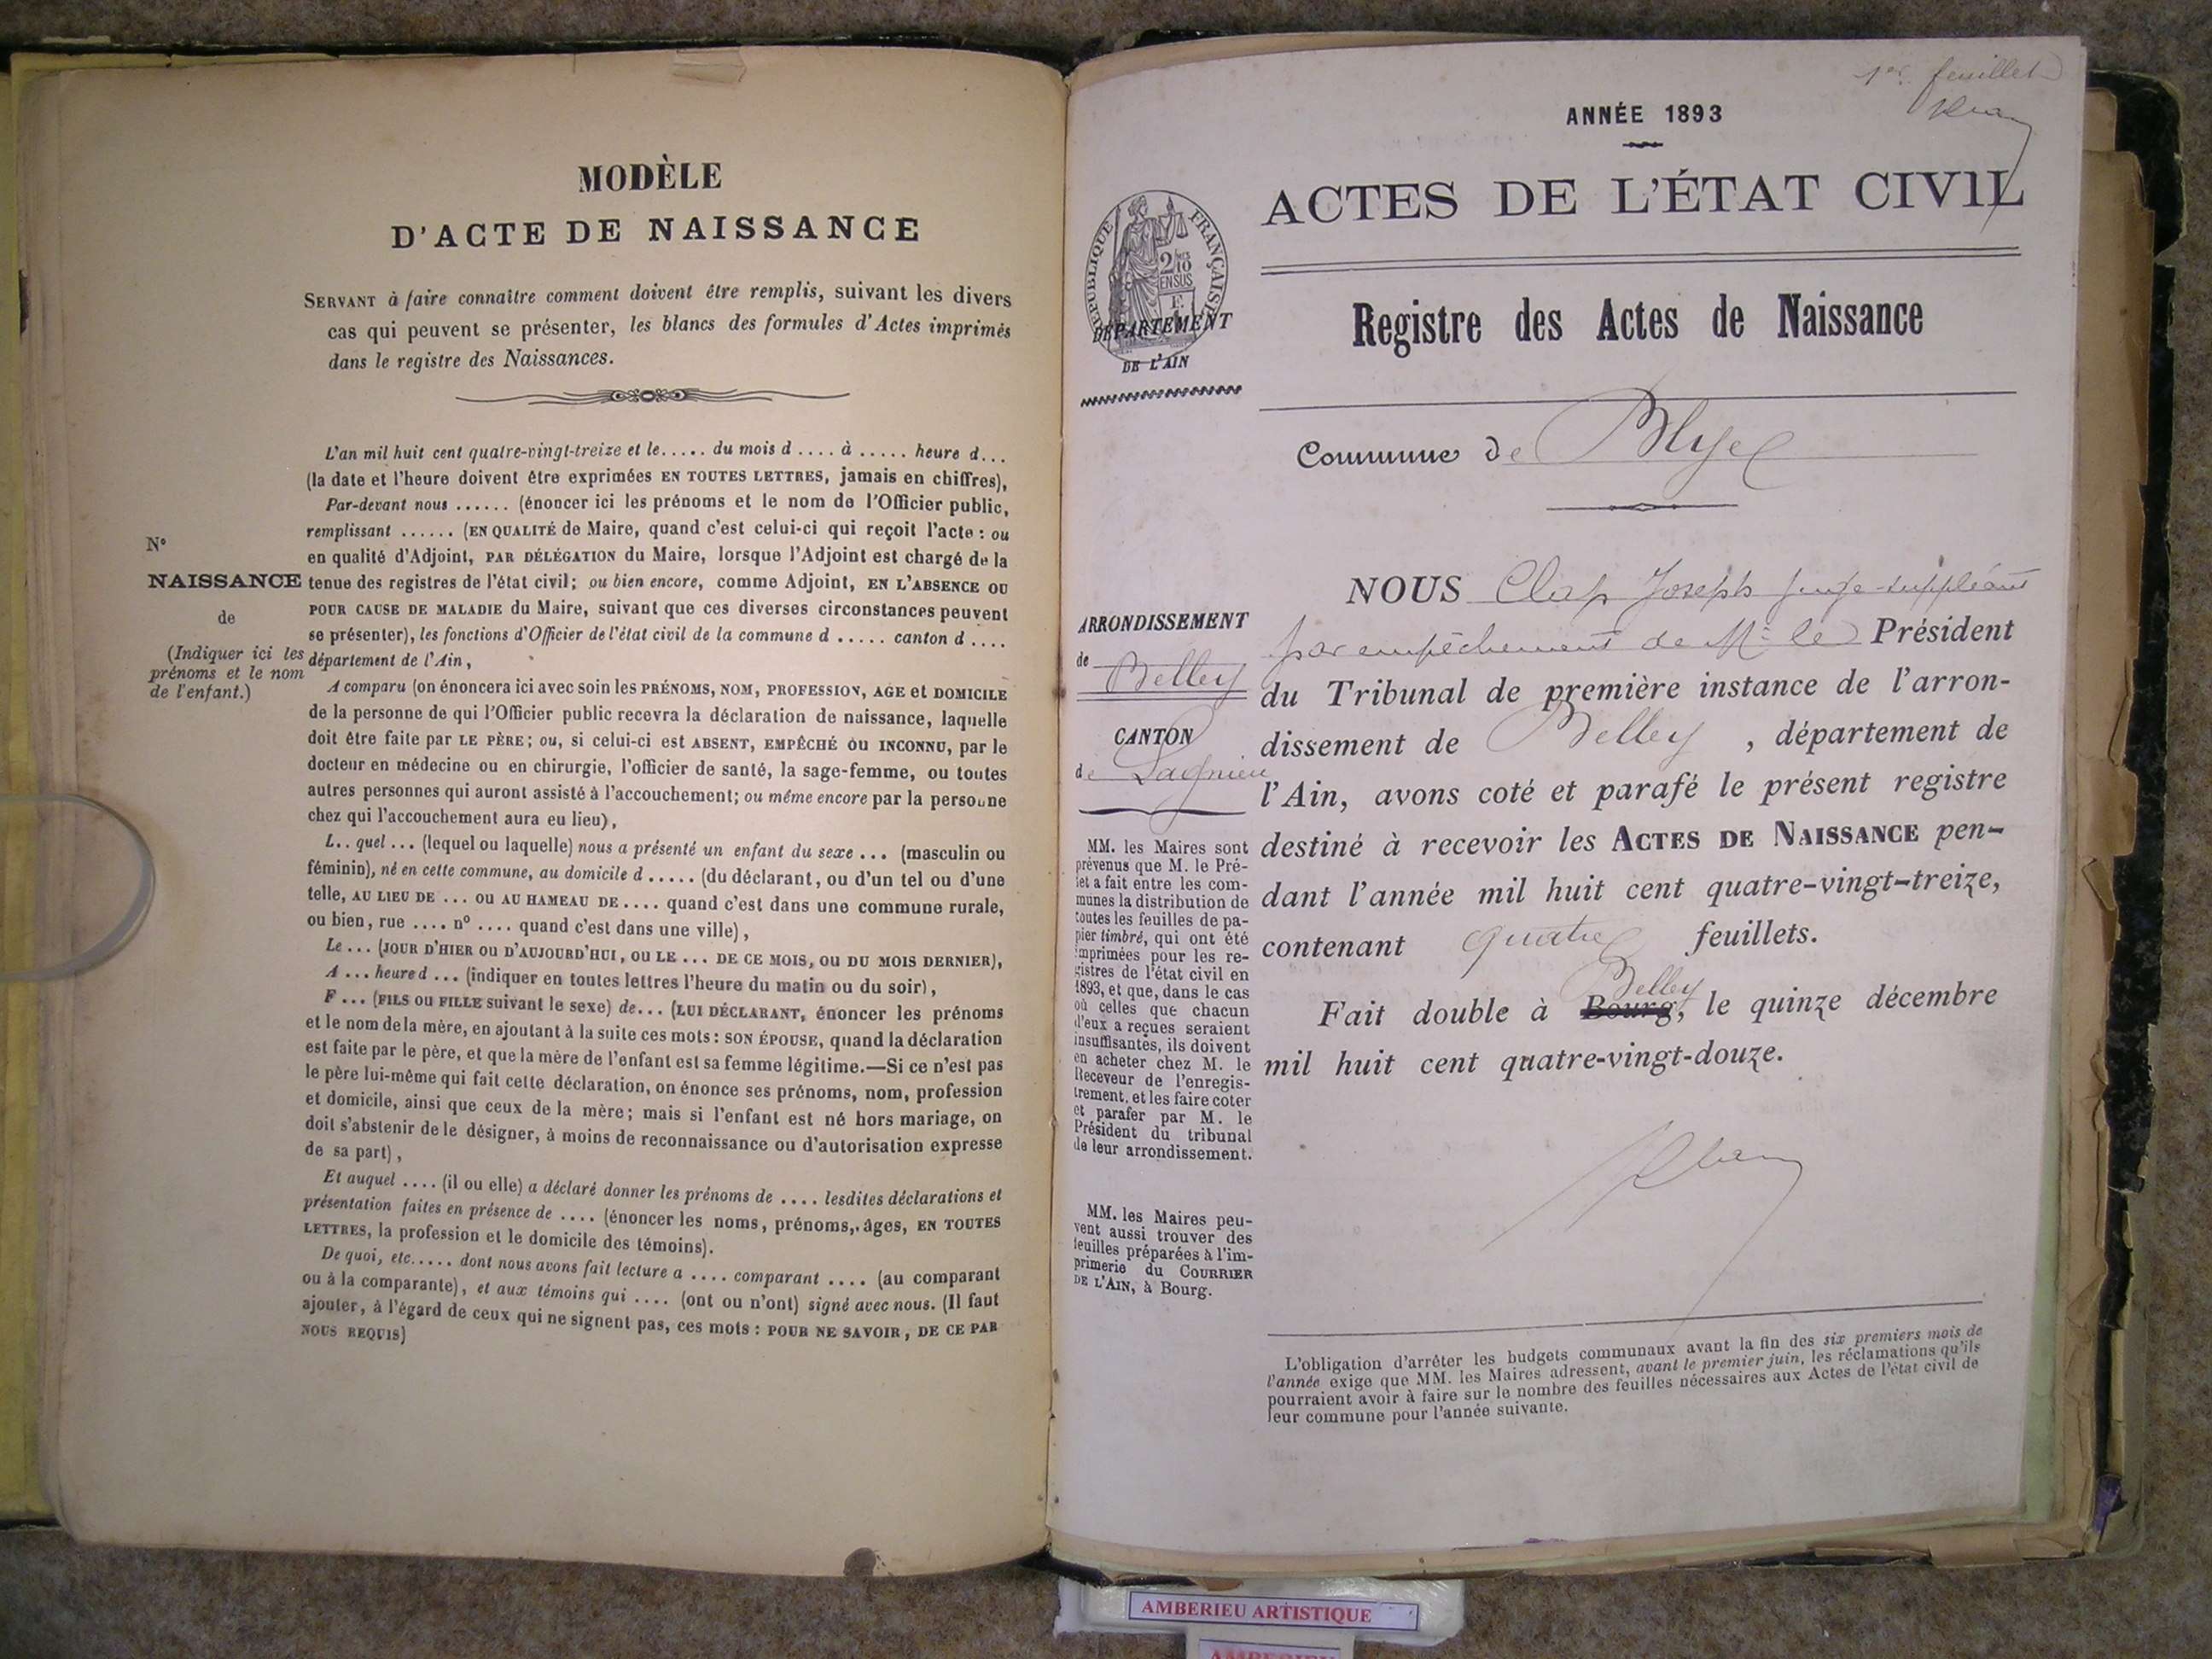 MODÈLE
D'ACTE DE NAISSANCE
SERVANT à faire connaître comment doivent être remplis, suivant les divers
cas qui peuvent se présenter, les blancs des formules d'Actes imprimés
dans le registre des Naissances.
L'an mil huit cent quatre-vingt-treize et le..... du mois d .... à ..... heure d...
(la date et l'heure doivent être exprimées EN TOUTES LETTRES, jamais en chiffres),
Par-devant nous ...... (énoncer ici les prénoms et le nom de l'Officier public,
remplissant ...... (EN QUALITÉ de Maire, quand c'est celui-ci qui reçoit l'acte : ou
en qualité d'Adjoint, PAR DÉLÉGATION du Maire, lorsque l'Adjoint est chargé de la
tenue des registres de l'état civil; ou bien encore, comme Adjoint, EN L'ABSENCE OU
POUR CAUSE DE MALADIE du Maire, suivant que ces diverses circonstances peuvent
se présenter), les fonctions d'Officier de l'état civil de la commune d ..... canton d ....
département de l'Ain,
N°
NAISSANCE
de
(Indiquer ici les
prénoms et le nom
de l'enfant.)
A comparu (on énoncera ici avec soin les PRÉNOMS, NOM, PROFESSION, AGE et DOMICILE
de la personne de qui l'Officier public recevra la déclaration de naissance, laquelle
doit être faite par LE PÈRE; ou, si celui-ci est ABSENT, EMPÊCHÉ OU INCONNU, par le
docteur en médecine ou en chirurgie, l'officier de santé, la sage-femme, ou toutes
autres personnes qui auront assisté à l'accouchement; ou même encore par la personne
chez qui l'accouchement aura eu lieu),
L.. quel ... (lequel ou laquelle) nous a présenté un enfant du sexe ... (masculin ou
féminin), né en cette commune, au domicile d ..... (du déclarant, ou d'un tel ou d'une
telle, AU LIEU DE ... OU AU HAMEAU DE .... quand c'est dans une commune rurale,
ou bien, rue .... n° .... quand c'est dans une ville),
Le ... (JOUR D'HIER OU D'AUJOURD'HUI, OU LE ... DE CE MOIS, OU DU MOIS DERNIER),
A ... heure d ... (indiquer en toutes lettres l'heure du matin ou du soir),
F ... (FILS OU FILLE suivant le sexe) de... (LUI DÉCLARANT, énoncer les prénoms
et le nom de la mère, en ajoutant à la suite ces mots : SON ÉPOUSE, quand la déclaration
est faite par le père, et que la mère de l'enfant est sa femme légitime.—Si ce n'est pas
le père lui-même qui fait cette déclaration, on énonce ses prénoms, nom, profession
et domicile, ainsi que ceux de la mère; mais si l'enfant est né hors mariage, on
doit s'abstenir de le désigner, à moins de reconnaissance ou d'autorisation expresse
de sa part),
Et auquel .... (il ou elle) a déclaré donner les prénoms de .... lesdites déclarations et
présentation faites en présence de .... (énoncer les noms, prénoms, âges, EN TOUTES
LETTRES, la profession et le domicile des témoins).
De quoi, etc..... dont nous avons fait lecture a .... comparant .... (au comparant
ou à la comparante), et aux témoins qui .... (ont ou n'ont) signé avec nous. (Il faut
ajouter, à l'égard de ceux qui ne signent pas, ces mots : POUR NE SAVOIR, DE CE PAR
NOUS REQUIS)
1er feuillet
ANNÉE 1893
ACTES DE L'ÉTAT CIVIL
RÉPUBLIQUE FRANÇAISE
2/10
EN SUS
DÉPARTEMENT
DE L'AIN
Registre des Actes de Naissance
Commune de Blyes
ARRONDISSEMENT
de Belley
CANTON
de Lagnieu
MM. les Maires sont
prévenus que M. le Pré-
fet a fait entre les com-
munes la distribution de
toutes les feuilles de pa-
pier timbré, qui ont été
imprimées pour les re-
gistres de l'état civil en
1893, et que, dans le cas
où celles que chacun
d'eux a reçues seraient
insuffisantes, ils doivent
en acheter chez M. le
Receveur de l'enregis-
trement, et les faire coter
et parafer par M. le
Président du tribunal
de leur arrondissement.
MM. les Maires peu-
vent aussi trouver des
feuilles préparées à l'im-
primerie du COURRIER
DE L'AIN, à Bourg.
NOUS Clap Joseph juge-suppléant
par empêchement de Mr le Président
du Tribunal de première instance de l'arron-
dissement de Belley, département de
l'Ain, avons coté et parafé le présent registre
destiné à recevoir les ACTES DE NAISSANCE pen-
dant l'année mil huit cent quatre-vingt-treize,
contenant quatre feuillets.
Belley
Fait double à Bourg, le quinze décembre
mil huit cent quatre-vingt-douze.
L'obligation d'arrêter les budgets communaux avant la fin des six premiers mois de
l'année exige que MM. les Maires adressent, avant le premier juin, les réclamations qu'ils
pourraient avoir à faire sur le nombre des feuilles nécessaires aux Actes de l'état civil de
leur commune pour l'année suivante.
AMBERIEU ARTISTIQUE
AMBERIEU